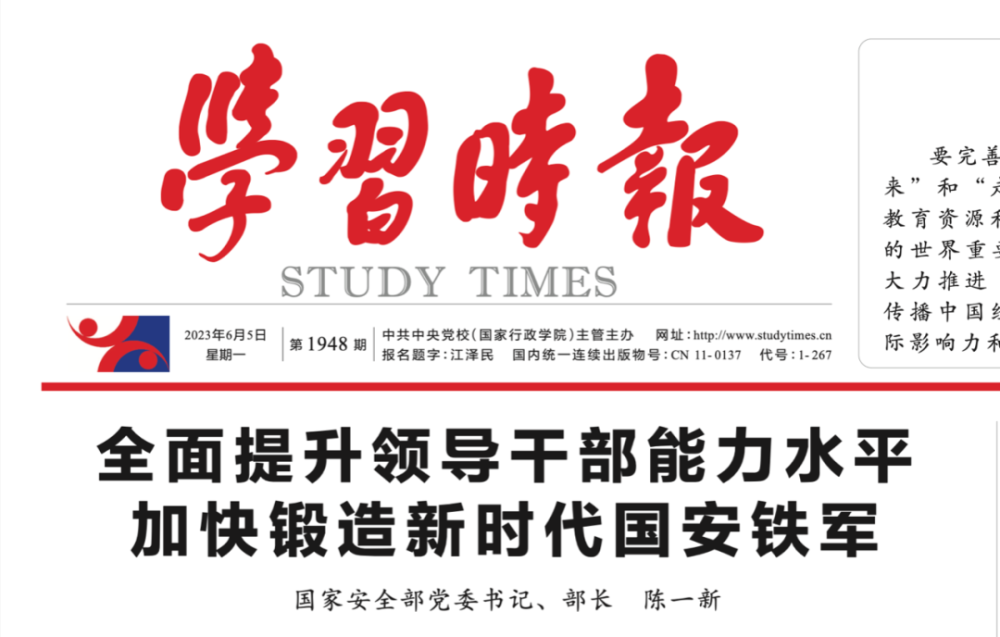 學習時報
STUDY TIMES
2023年6月5日
星期一
第 1948 期
中共中央党校（国家行政学院）主管主办 网址：http://www.studytimes.cn
报名题字：江泽民 国内统一连续出版物号：CN 11-0137 代号：1-267
全面提升领导干部能力水平
加快锻造新时代国安铁军
国家安全部党委书记、部长 陈一新
要完善
来”和“走
教育资源和
的世界重要
大力推进
传播中国经
际影响力和